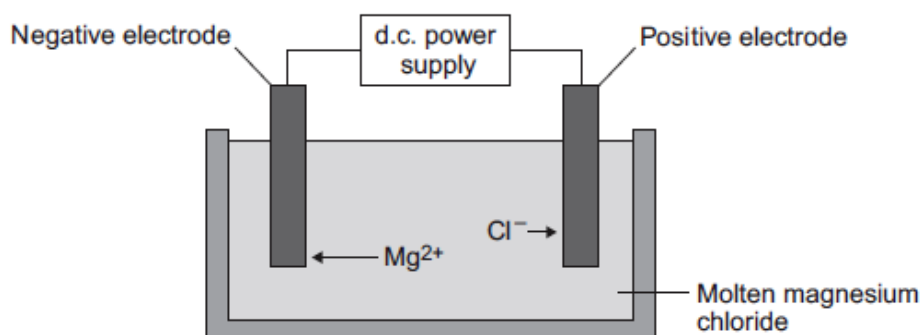 Negative electrode
d.c. power
supply
Positive electrode
Cl⁻
Mg²⁺
Molten magnesium
chloride